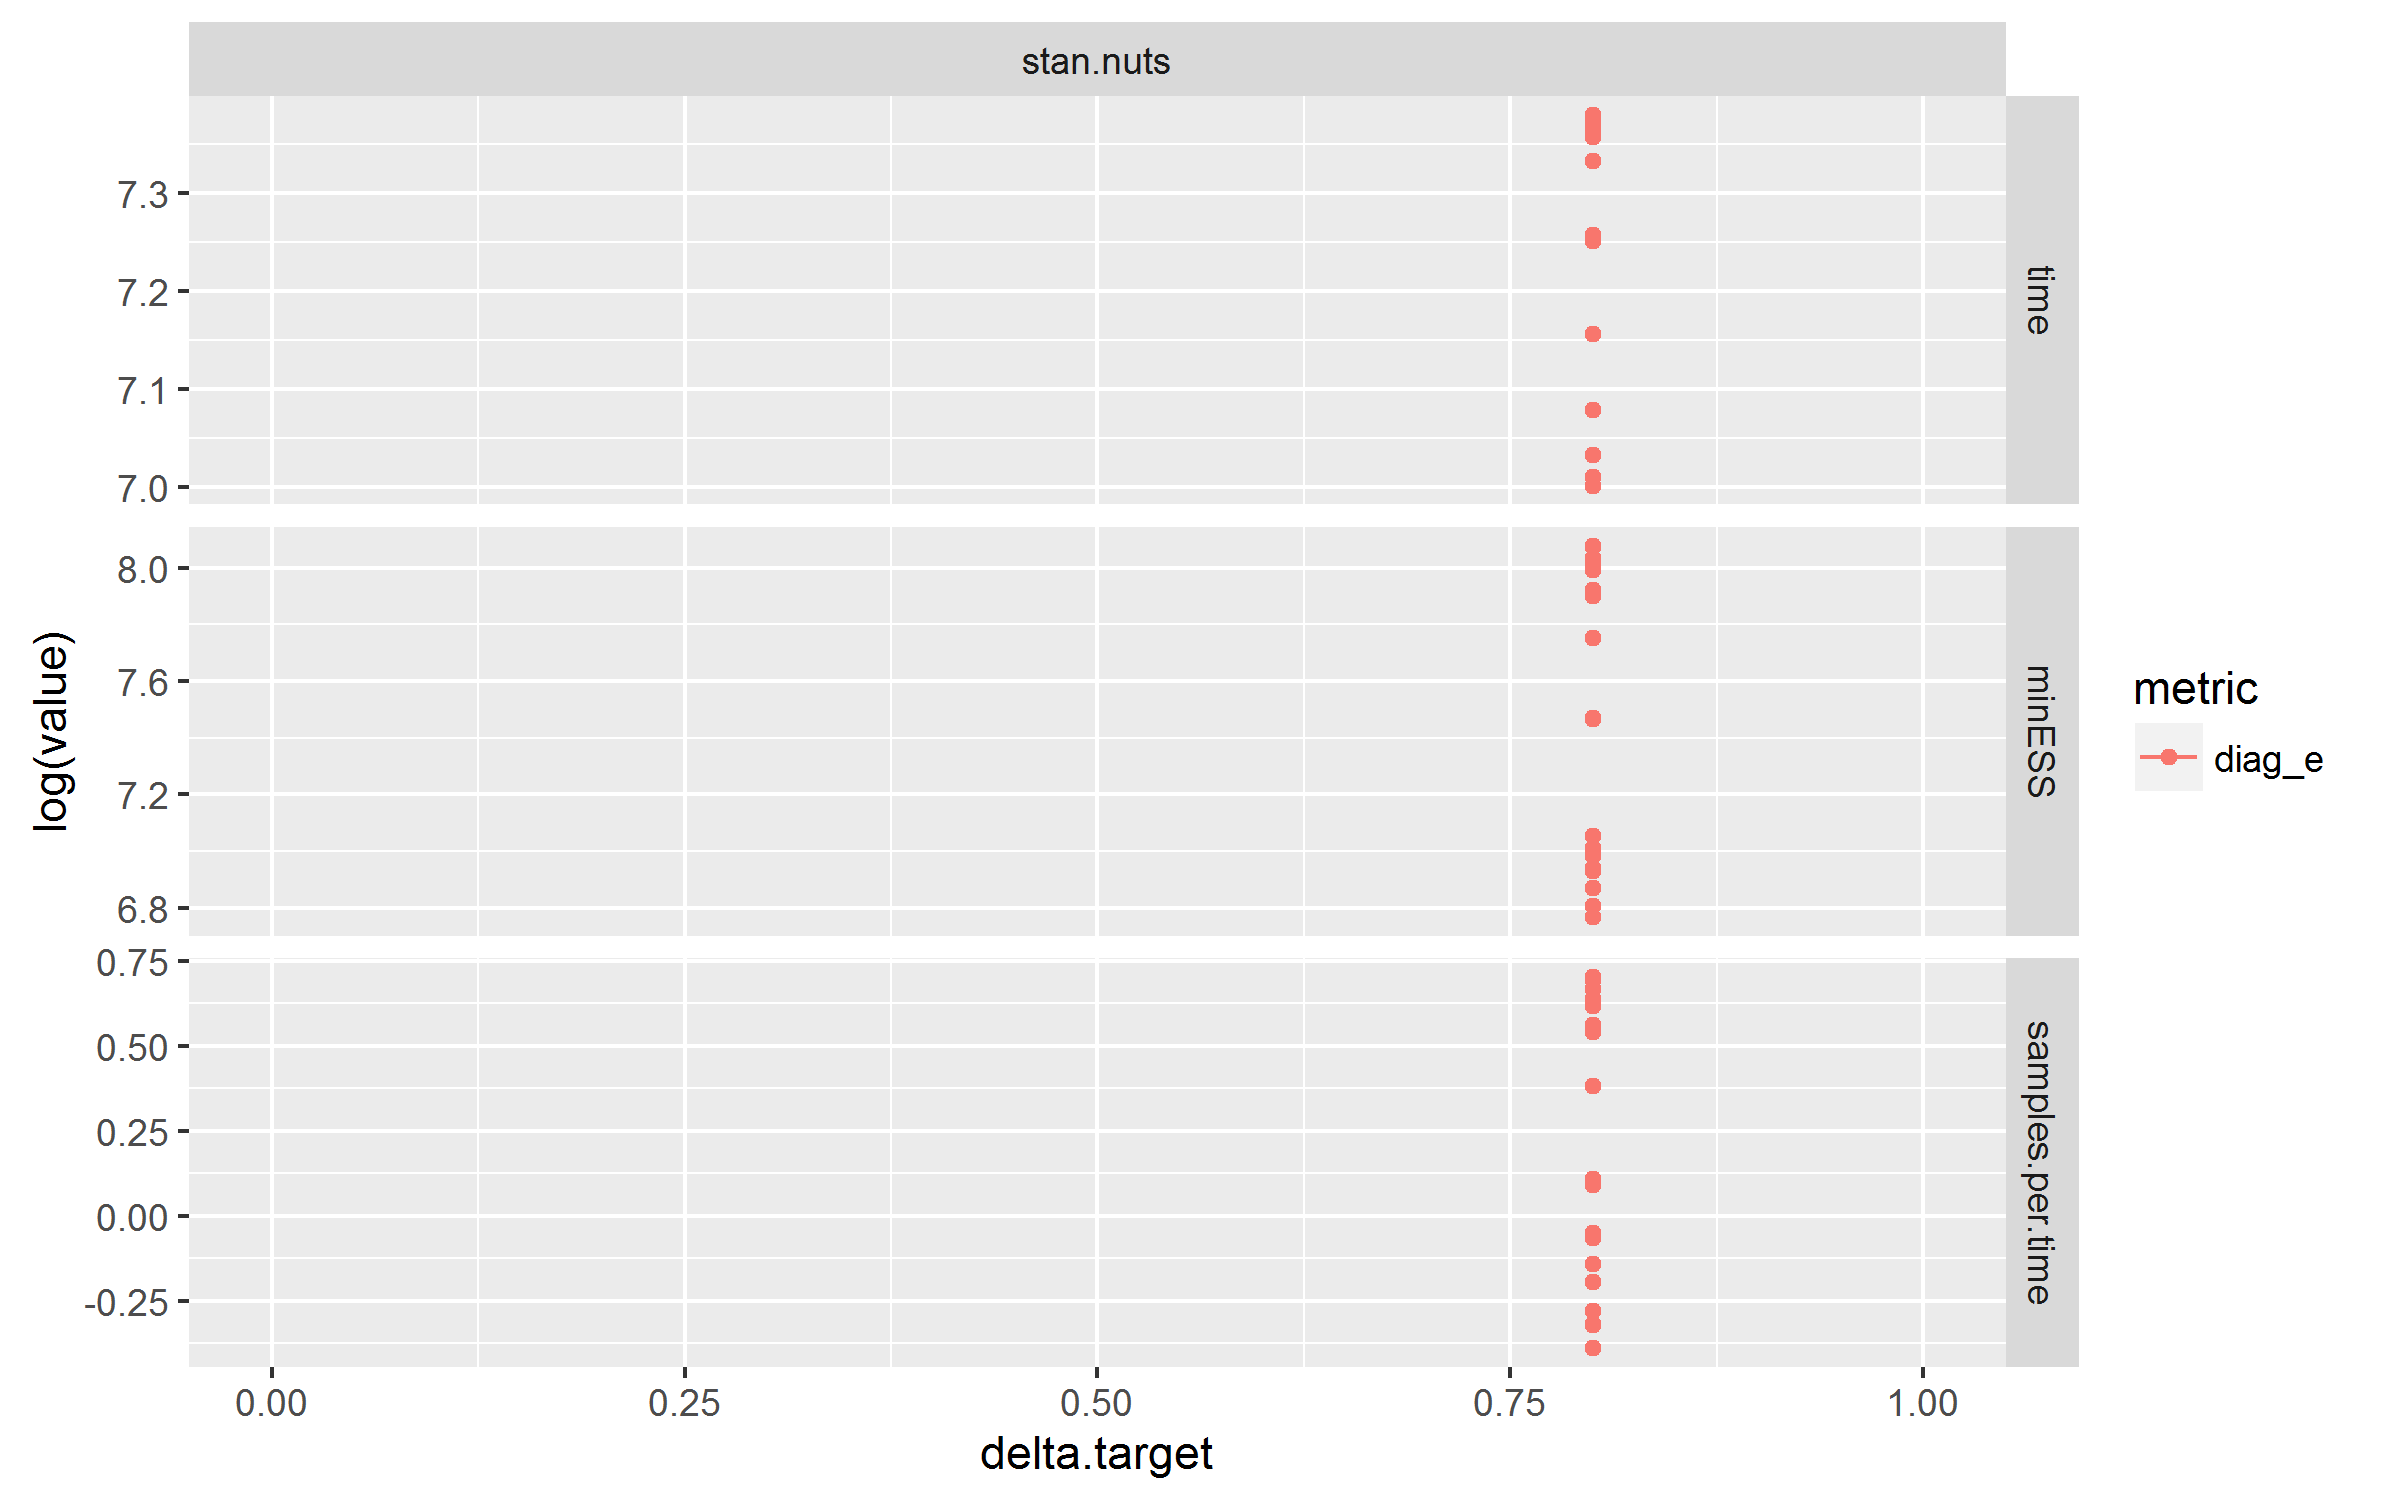 stan.nuts
7.3
7.2
7.1
7.0
time
8.0
7.6
7.2
6.8
minESS
0.75
0.50
0.25
0.00
-0.25
samples.per.time
log(value)
0.00 0.25 0.50 0.75 1.00
delta.target
metric
diag_e